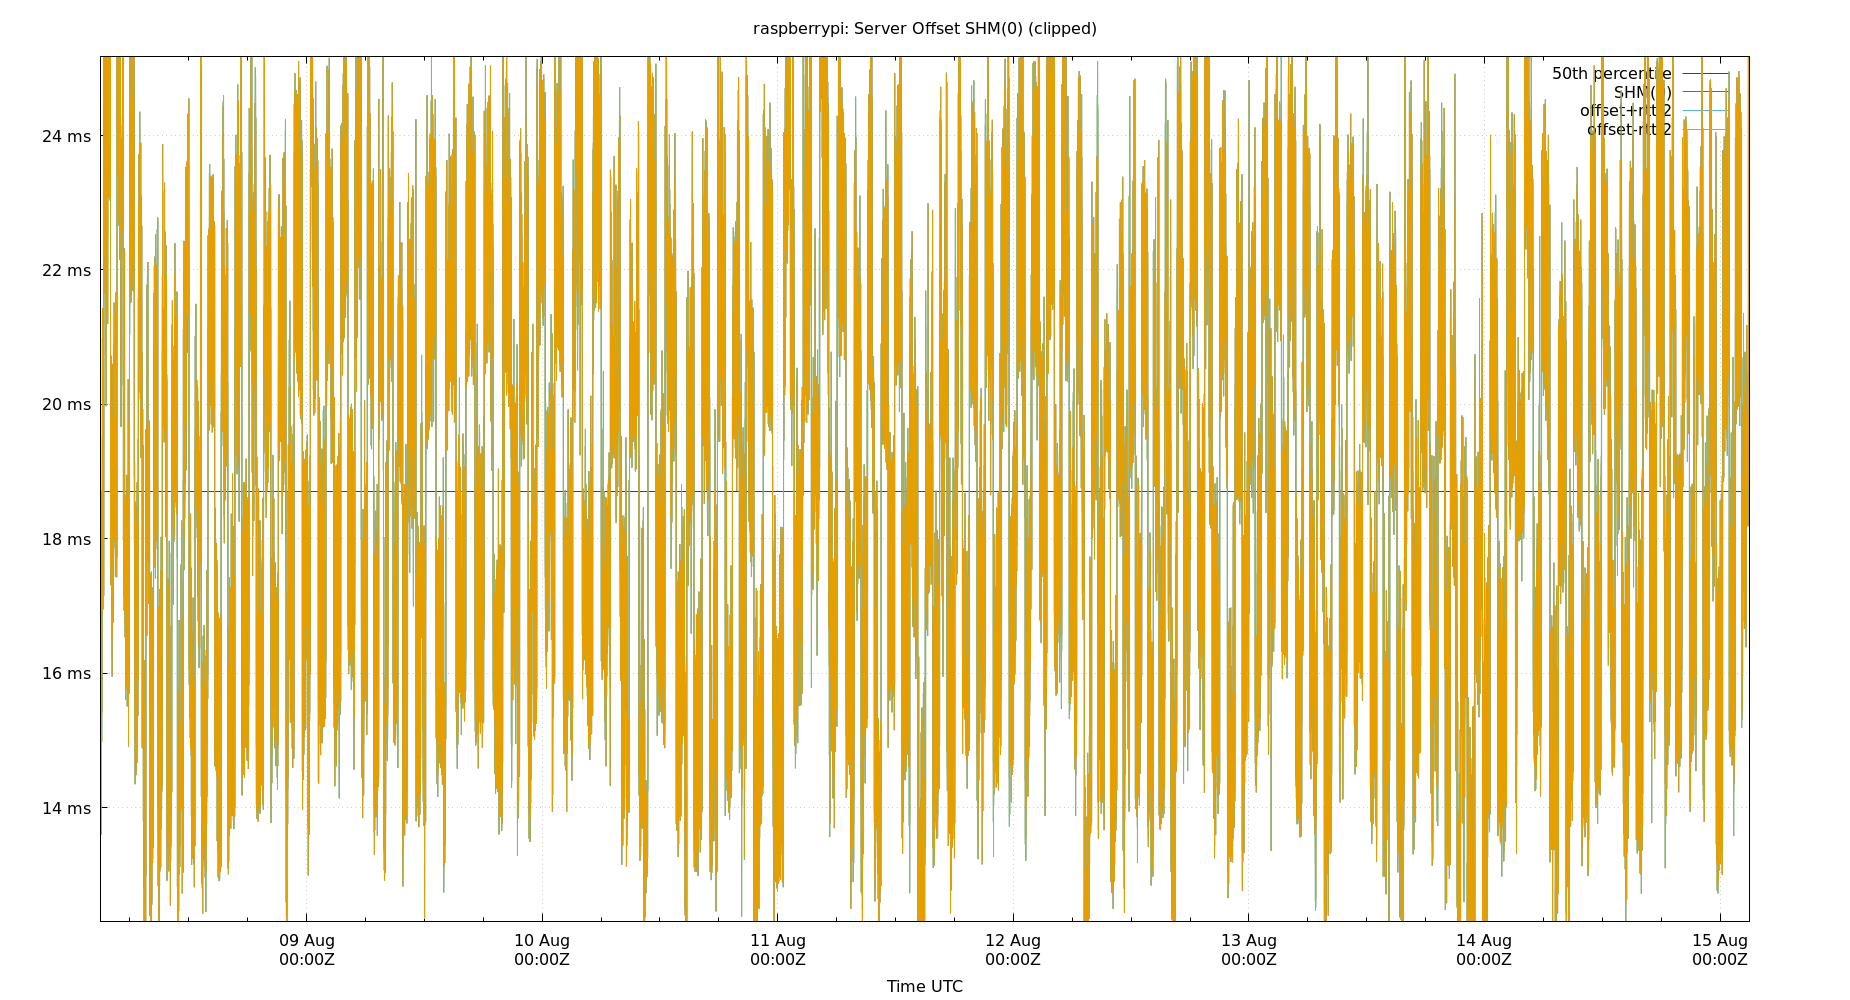 raspberrypi: Server Offset SHM(0) (clipped)
50th percentile
SHM(0)
offset+rtt/2
offset-rtt/2
24 ms
22 ms
20 ms
18 ms
16 ms
14 ms
09 Aug
00:00Z
10 Aug
00:00Z
11 Aug
00:00Z
12 Aug
00:00Z
13 Aug
00:00Z
14 Aug
00:00Z
15 Aug
00:00Z
Time UTC